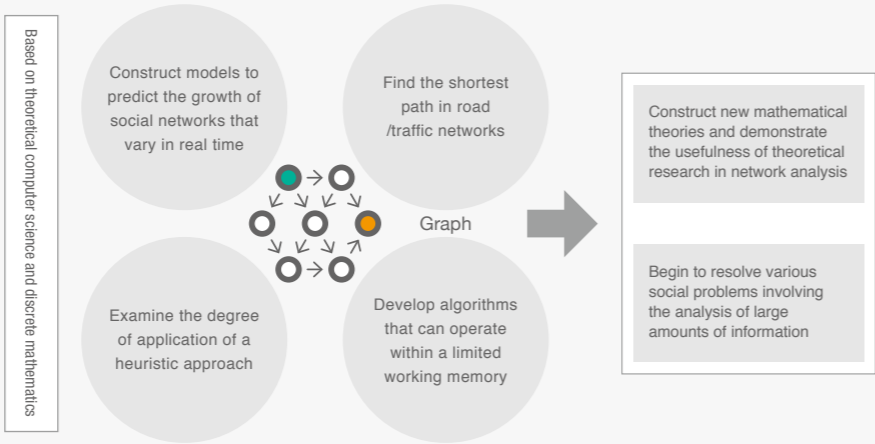 Based on theoretical computer science and discrete mathematics
Construct models to
predict the growth of
social networks that
vary in real time
Find the shortest
path in road
/traffic networks
Graph
Examine the degree
of application of a
heuristic approach
Develop algorithms
that can operate
within a limited
working memory
Construct new mathematical
theories and demonstrate
the usefulness of theoretical
research in network analysis
Begin to resolve various
social problems involving
the analysis of large
amounts of information